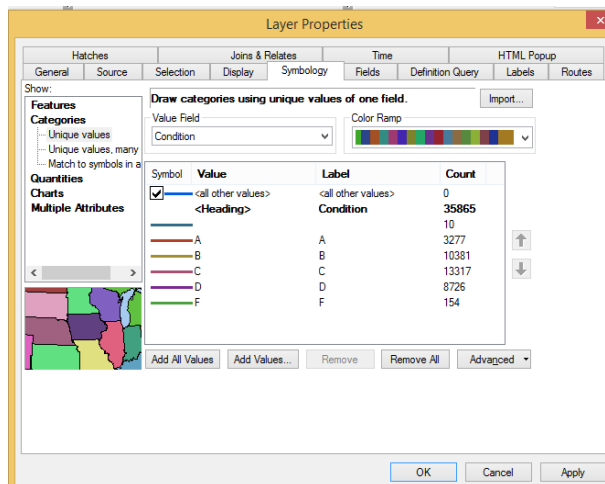 Layer Properties
Hatches Joins & Relates Time HTML Popup
General Source Selection Display Symbology Fields Definition Query Labels Routes
Show:
Features
Categories
Unique values
Unique values, many
Match to symbols in a
Quantities
Charts
Multiple Attributes
Draw categories using unique values of one field.
Import...
Value Field
Condition
Color Ramp
Symbol Value Label Count
<all other values> <all other values> 0
<Heading> Condition 35865
10
A A 3277
B B 10381
C C 13317
D D 8726
F F 154
Add All Values Add Values... Remove Remove All Advanced
OK Cancel Apply